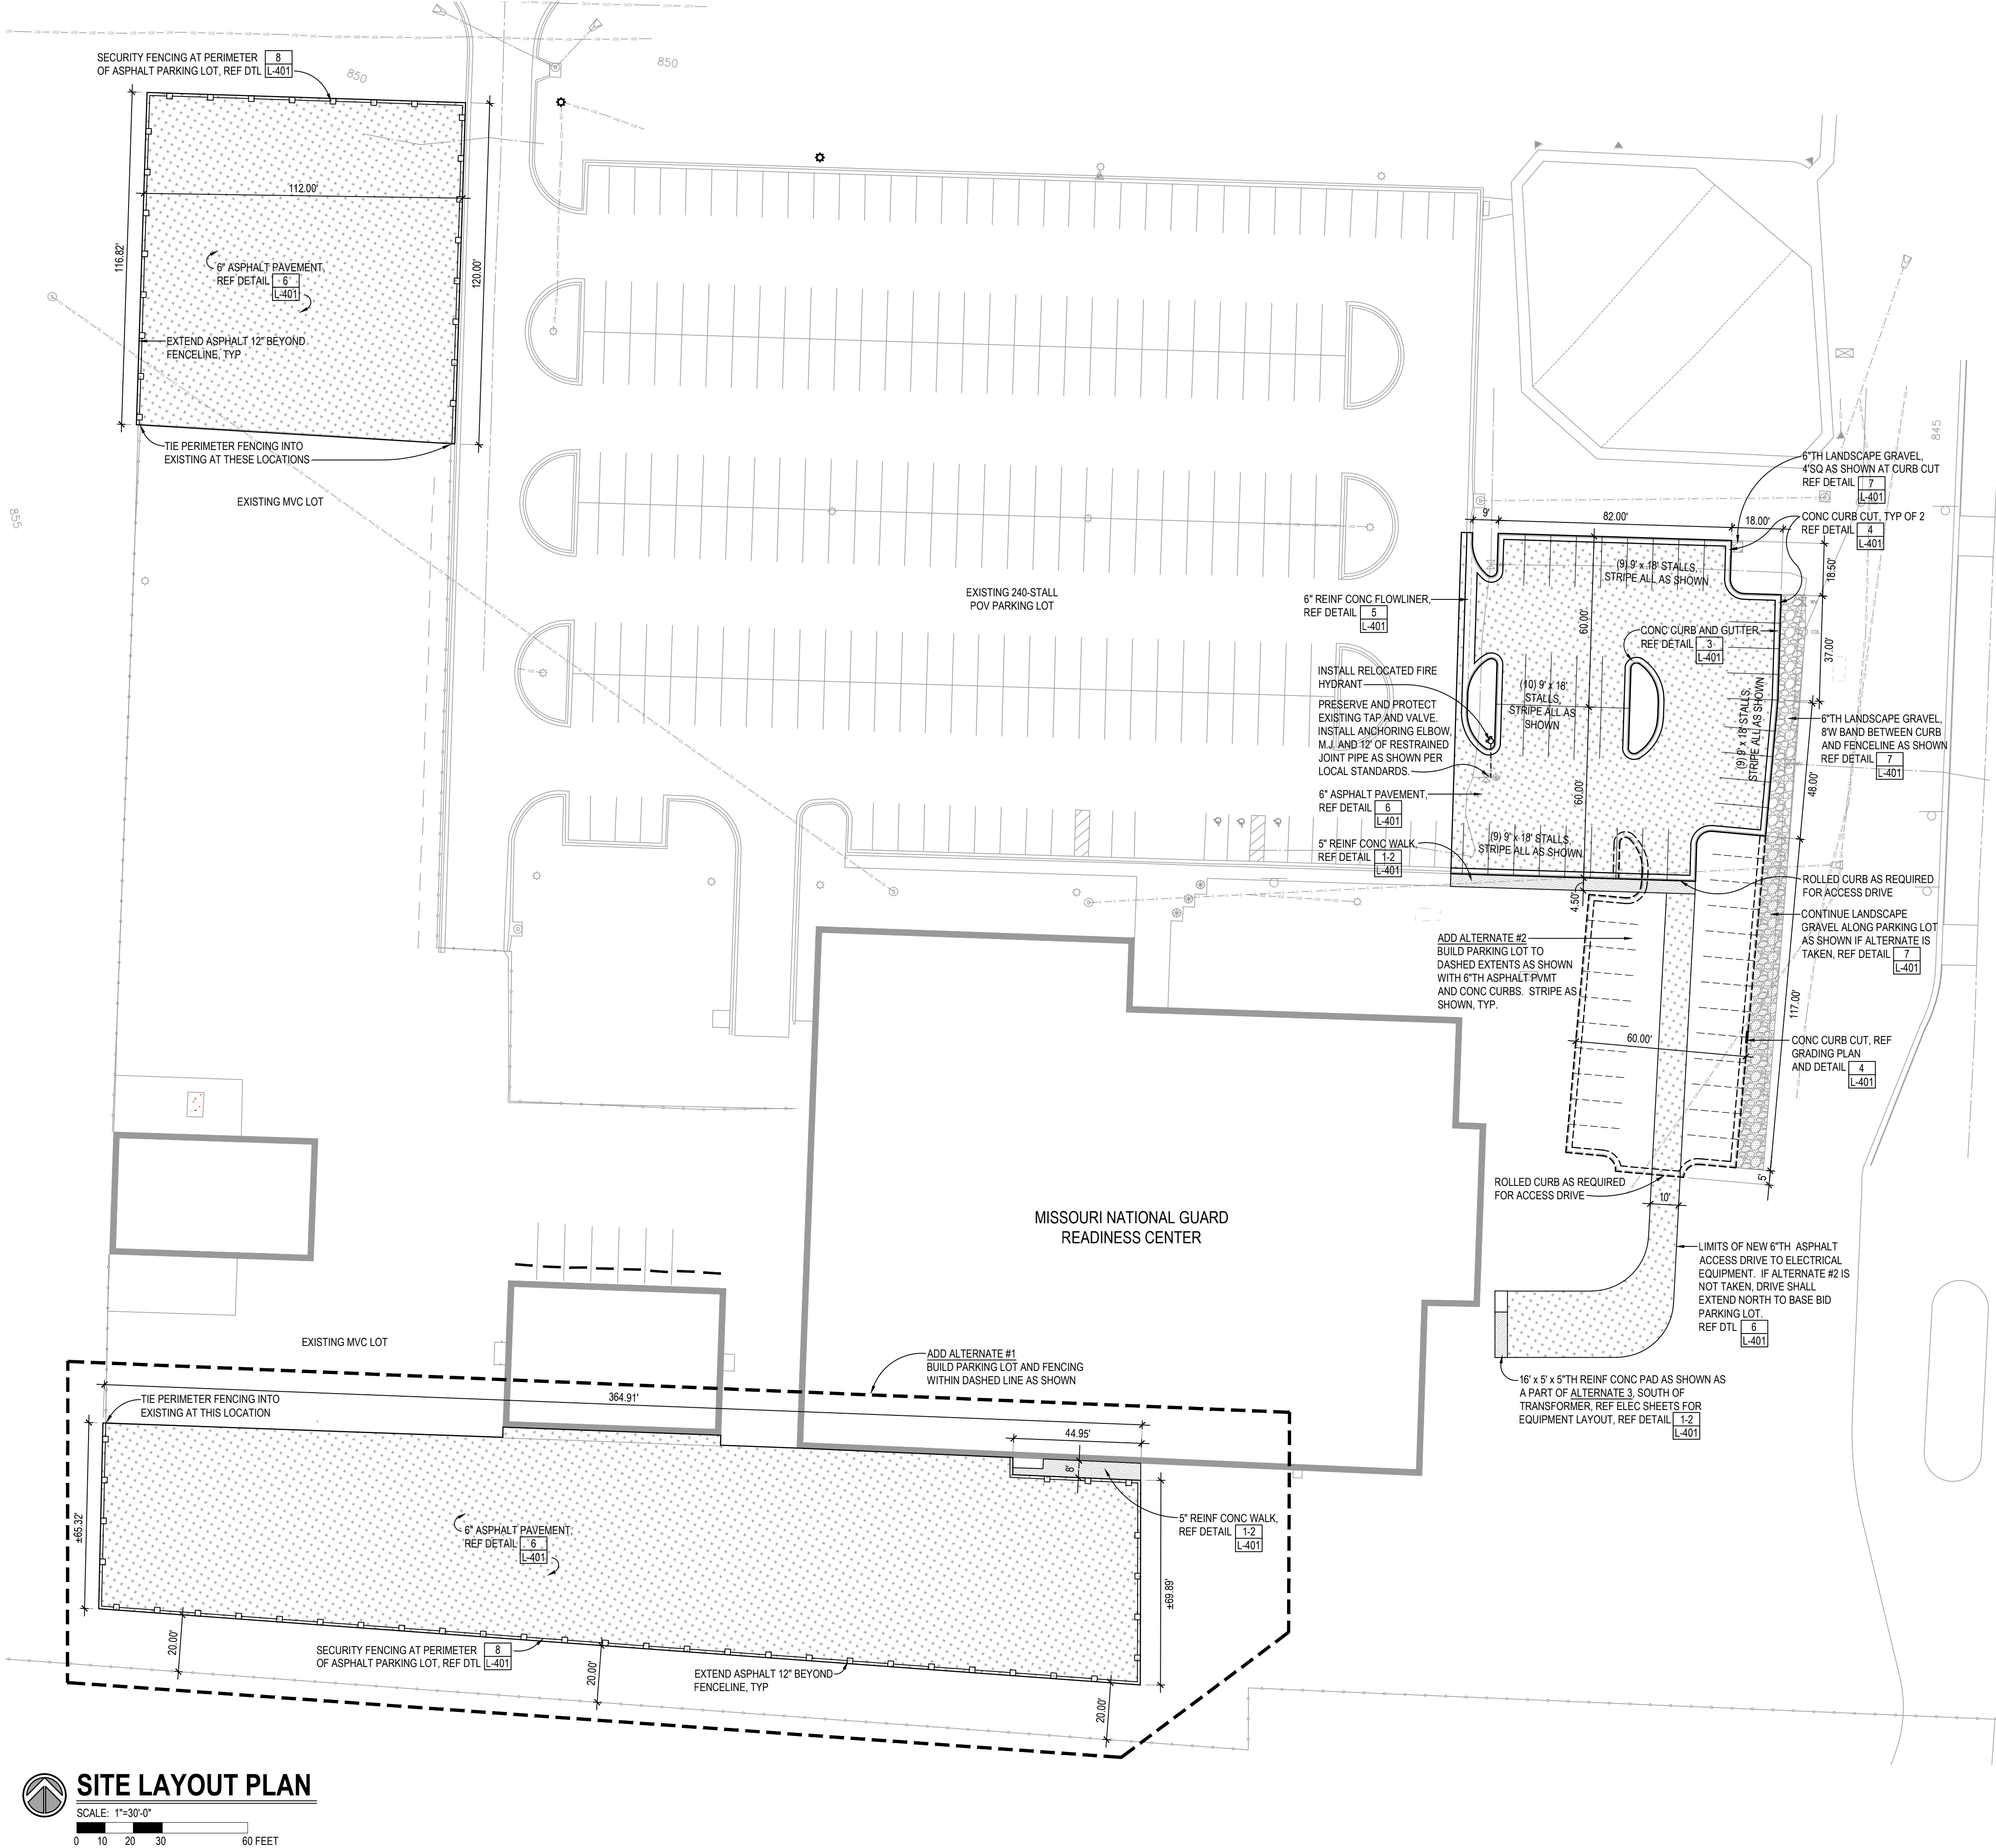 SECURITY FENCING AT PERIMETER
OF ASPHALT PARKING LOT, REF DTL
8
L-401
850
850
116.82'
112.00'
120.00'
6" ASPHALT PAVEMENT,
REF DETAIL
6
L-401
EXTEND ASPHALT 12" BEYOND
FENCELINE, TYP
TIE PERIMETER FENCING INTO
EXISTING AT THESE LOCATIONS
EXISTING MVC LOT
855
845
EXISTING 240-STALL
POV PARKING LOT
6"TH LANDSCAPE GRAVEL,
4'SQ AS SHOWN AT CURB CUT
REF DETAIL
7
L-401
CONC CURB CUT, TYP OF 2
REF DETAIL
4
L-401
9'
82.00'
18.00'
18.50'
(9) 9' x 18' STALLS,
STRIPE ALL AS SHOWN
6" REINF CONC FLOWLINER,
REF DETAIL
5
L-401
60.00'
CONC CURB AND GUTTER,
REF DETAIL
3
L-401
37.00'
COL
INSTALL RELOCATED FIRE
HYDRANT
PRESERVE AND PROTECT
EXISTING TAP AND VALVE.
INSTALL ANCHORING ELBOW,
M.J. AND 12' OF RESTRAINED
JOINT PIPE AS SHOWN PER
LOCAL STANDARDS.
(10) 9' x 18'
STALLS,
STRIPE ALL AS
SHOWN
(9) 9' x 18' STALLS,
STRIPE ALL AS SHOWN
6"TH LANDSCAPE GRAVEL,
8'W BAND BETWEEN CURB
AND FENCELINE AS SHOWN
REF DETAIL
7
L-401
48.00'
60.00'
6" ASPHALT PAVEMENT,
REF DETAIL
6
L-401
5" REINF CONC WALK,
REF DETAIL
1-2
L-401
(9) 9' x 18' STALLS,
STRIPE ALL AS SHOWN
4.50'
ROLLED CURB AS REQUIRED
FOR ACCESS DRIVE
CONTINUE LANDSCAPE
GRAVEL ALONG PARKING LOT
AS SHOWN IF ALTERNATE IS
TAKEN, REF DETAIL
7
L-401
ADD ALTERNATE #2
BUILD PARKING LOT TO
DASHED EXTENTS AS SHOWN
WITH 6"TH ASPHALT PVMT
AND CONC CURBS. STRIPE AS
SHOWN, TYP.
117.00'
60.00'
CONC CURB CUT, REF
GRADING PLAN
AND DETAIL
4
L-401
5'
ROLLED CURB AS REQUIRED
FOR ACCESS DRIVE
10'
MISSOURI NATIONAL GUARD
READINESS CENTER
LIMITS OF NEW 6"TH ASPHALT
ACCESS DRIVE TO ELECTRICAL
EQUIPMENT. IF ALTERNATE #2 IS
NOT TAKEN, DRIVE SHALL
EXTEND NORTH TO BASE BID
PARKING LOT.
REF DTL
6
L-401
16' x 5' x 5"TH REINF CONC PAD AS SHOWN AS
A PART OF ALTERNATE 3, SOUTH OF
TRANSFORMER, REF ELEC SHEETS FOR
EQUIPMENT LAYOUT, REF DETAIL
1-2
L-401
EXISTING MVC LOT
ADD ALTERNATE #1
BUILD PARKING LOT AND FENCING
WITHIN DASHED LINE AS SHOWN
TIE PERIMETER FENCING INTO
EXISTING AT THIS LOCATION
364.91'
44.95'
8'
±65.32'
5" REINF CONC WALK,
REF DETAIL
1-2
L-401
6" ASPHALT PAVEMENT,
REF DETAIL
6
L-401
±69.89'
20.00'
SECURITY FENCING AT PERIMETER
OF ASPHALT PARKING LOT, REF DTL
8
L-401
20.00'
EXTEND ASPHALT 12" BEYOND
FENCELINE, TYP
20.00'
SITE LAYOUT PLAN
SCALE: 1"=30'-0"
0 10 20 30 60 FEET